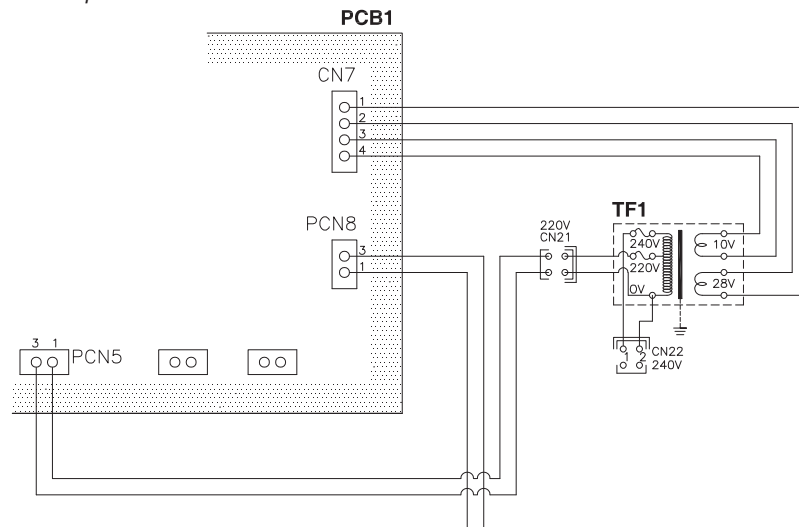 PCB1
CN7
1
2
3
4
PCN8
3
1
3 1
PCN5
220V
CN21
TF1
240V
220V
0V
10V
28V
1 2
CN22
240V